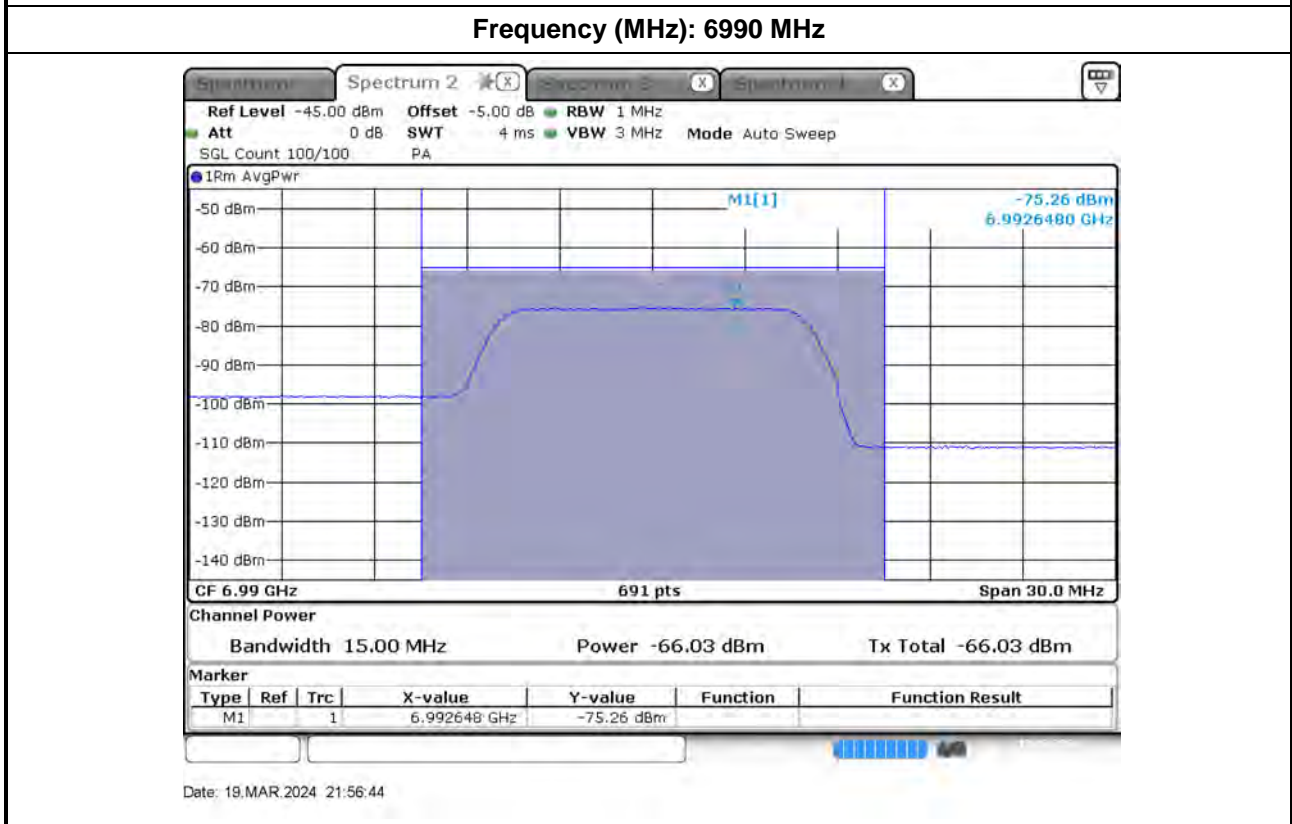 Frequency (MHz): 6990 MHz
Spectrum 2 X X X
Ref Level -45.00 dBm Offset -5.00 dB RBW 1 MHz
Att 0 dB SWT 4 ms VBW 3 MHz Mode Auto Sweep
SGL Count 100/100 PA
1Rm AvgPwr
M1[1] -75.26 dBm
6.9926480 GHz
-50 dBm
-60 dBm
-70 dBm
-80 dBm
-90 dBm
-100 dBm
-110 dBm
-120 dBm
-130 dBm
-140 dBm
CF 6.99 GHz 691 pts Span 30.0 MHz
Channel Power
Bandwidth 15.00 MHz Power -66.03 dBm Tx Total -66.03 dBm
Marker
Type Ref Trc X-value Y-value Function Function Result
M1 1 6.992648 GHz -75.26 dBm
Date: 19.MAR.2024 21:56:44